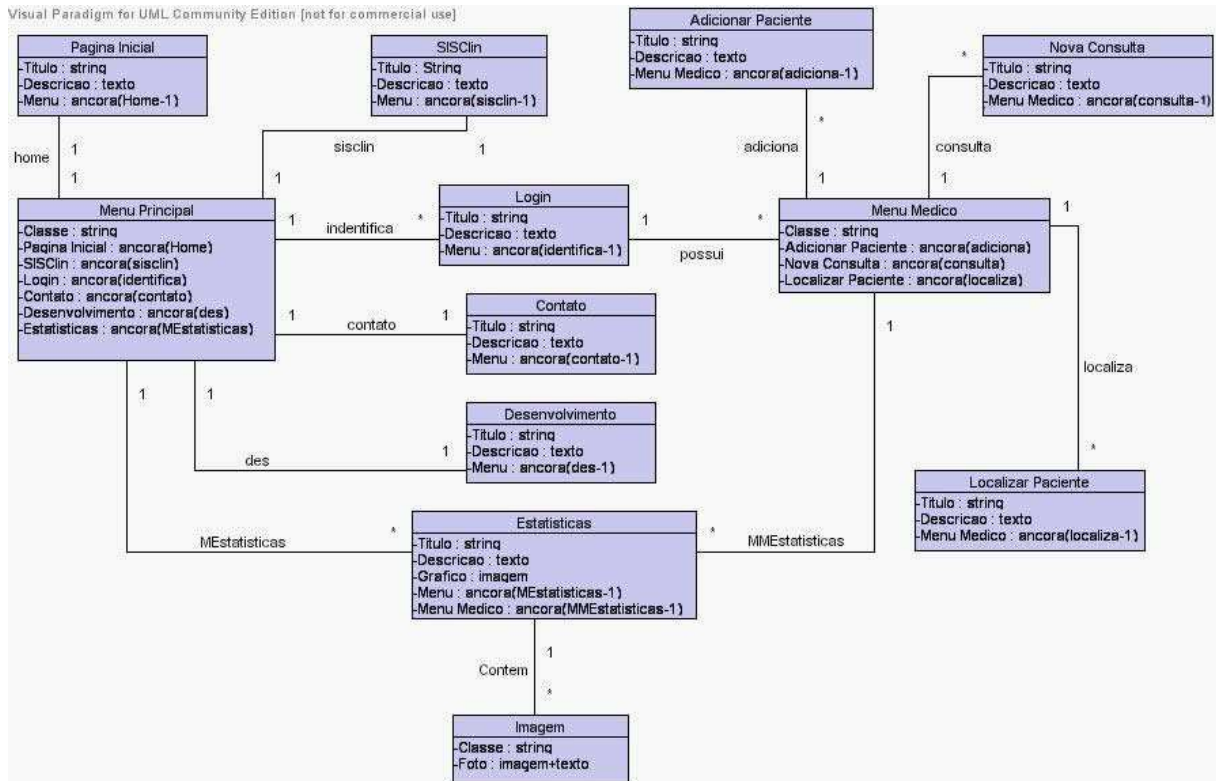 Visual Paradigm for UML Community Edition [not for commercial use]
Pagina Inicial
-Titulo : string
-Descricao : texto
-Menu : ancora(Home-1)
SISClin
-Titulo : String
-Descricao : texto
-Menu : ancora(sisclin-1)
Adicionar Paciente
-Titulo : string
-Descricao : texto
-Menu Medico : ancora(adiciona-1)
Nova Consulta
-Titulo : string
-Descricao : texto
-Menu Medico : ancora(consulta-1)
home
1
1
sisclin
1
1
adiciona
*
1
consulta
*
1
Menu Principal
-Classe : string
-Pagina Inicial : ancora(Home)
-SISClin : ancora(sisclin)
-Login : ancora(identifica)
-Contato : ancora(contato)
-Desenvolvimento : ancora(des)
-Estatisticas : ancora(MEstatisticas)
1
indentifica
*
Login
-Titulo : string
-Descricao : texto
-Menu : ancora(identifica-1)
1
possui
*
Menu Medico
-Classe : string
-Adicionar Paciente : ancora(adiciona)
-Nova Consulta : ancora(consulta)
-Localizar Paciente : ancora(localiza)
1
localiza
*
1
contato
1
Contato
-Titulo : string
-Descricao : texto
-Menu : ancora(contato-1)
1
1
des
1
Desenvolvimento
-Titulo : string
-Descricao : texto
-Menu : ancora(des-1)
Localizar Paciente
-Titulo : string
-Descricao : texto
-Menu Medico : ancora(localiza-1)
MEstatisticas
*
Estatisticas
-Titulo : string
-Descricao : texto
-Grafico : imagem
-Menu : ancora(MEstatisticas-1)
-Menu Medico : ancora(MMEstatisticas-1)
*
MMEstatisticas
1
1
Contem
*
Imagem
-Classe : string
-Foto : imagem+texto